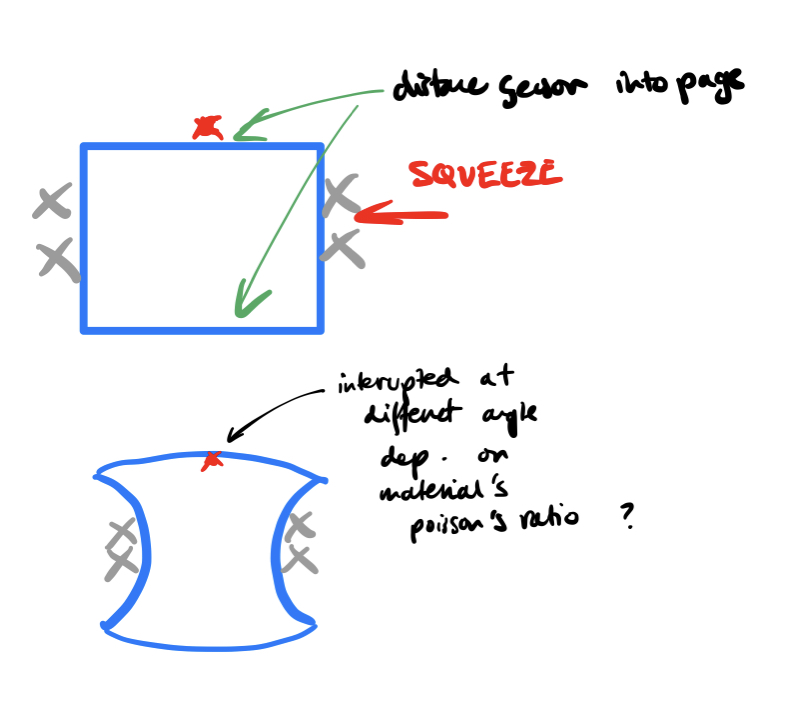 distance sensor into page
SQUEEZE
interupted at
different angle
dep. on
material's
poisson's ratio ?